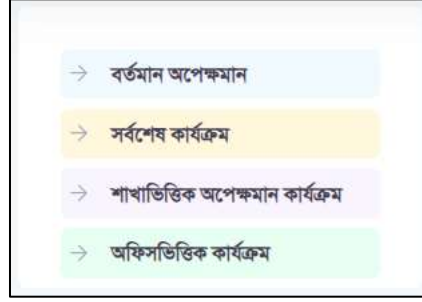 বর্তমান অপেক্ষমান
সর্বশেষ কার্যক্রম
শাখাভিত্তিক অপেক্ষমান কার্যক্রম
অফিসভিত্তিক কার্যক্রম